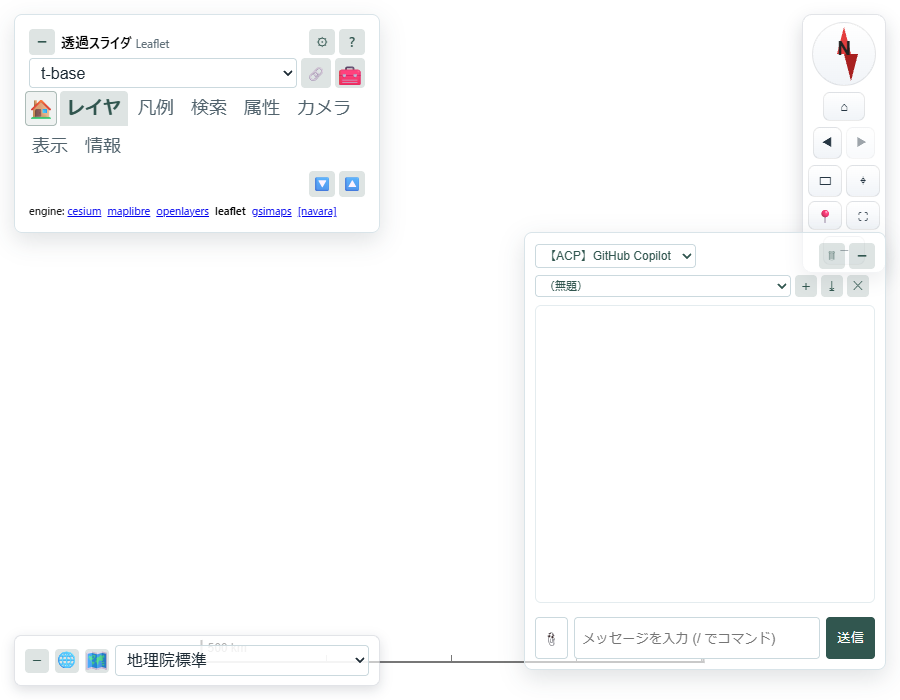 透過スライダ Leaflet ?
t-base
レイヤ 凡例 検索 属性 カメラ
表示 情報
engine: cesium maplibre openlayers leaflet gsimaps [navara]
N
【ACP】GitHub Copilot
（無題）
メッセージを入力 (/ でコマンド)
送信
500 km
地理院標準